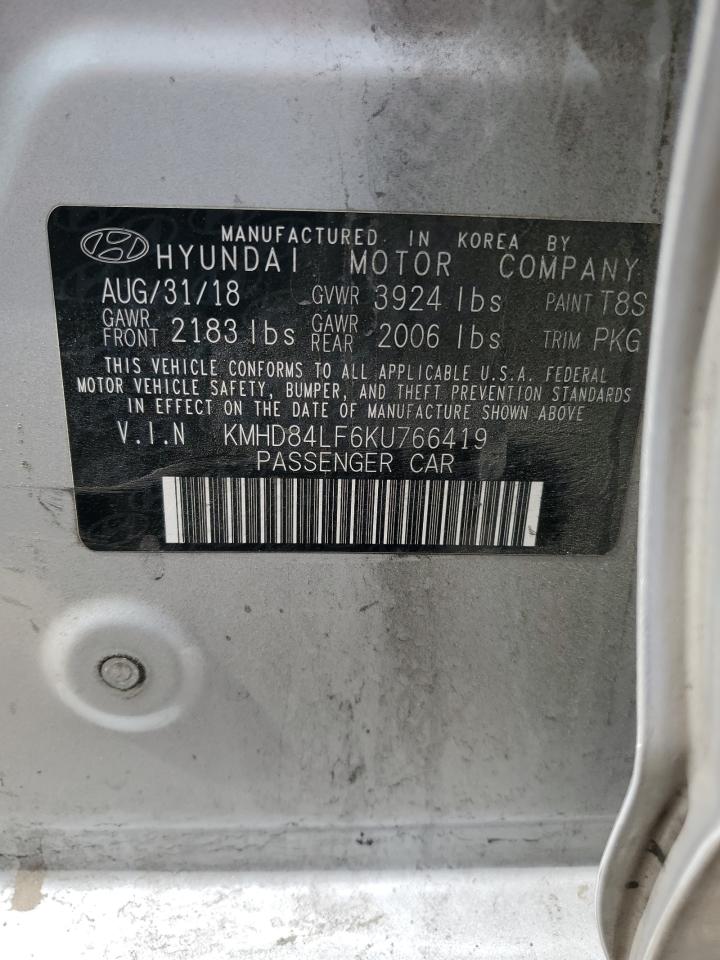 MANUFACTURED IN KOREA BY
HYUNDAI MOTOR COMPANY
AUG/31/18 GVWR 3924 lbs PAINT T8S
GAWR FRONT 2183 lbs GAWR REAR 2006 lbs TRIM PKG
THIS VEHICLE CONFORMS TO ALL APPLICABLE U.S.A. FEDERAL
MOTOR VEHICLE SAFETY, BUMPER, AND THEFT PREVENTION STANDARDS
IN EFFECT ON THE DATE OF MANUFACTURE SHOWN ABOVE
V.I.N KMHD84LF6KU766419
PASSENGER CAR